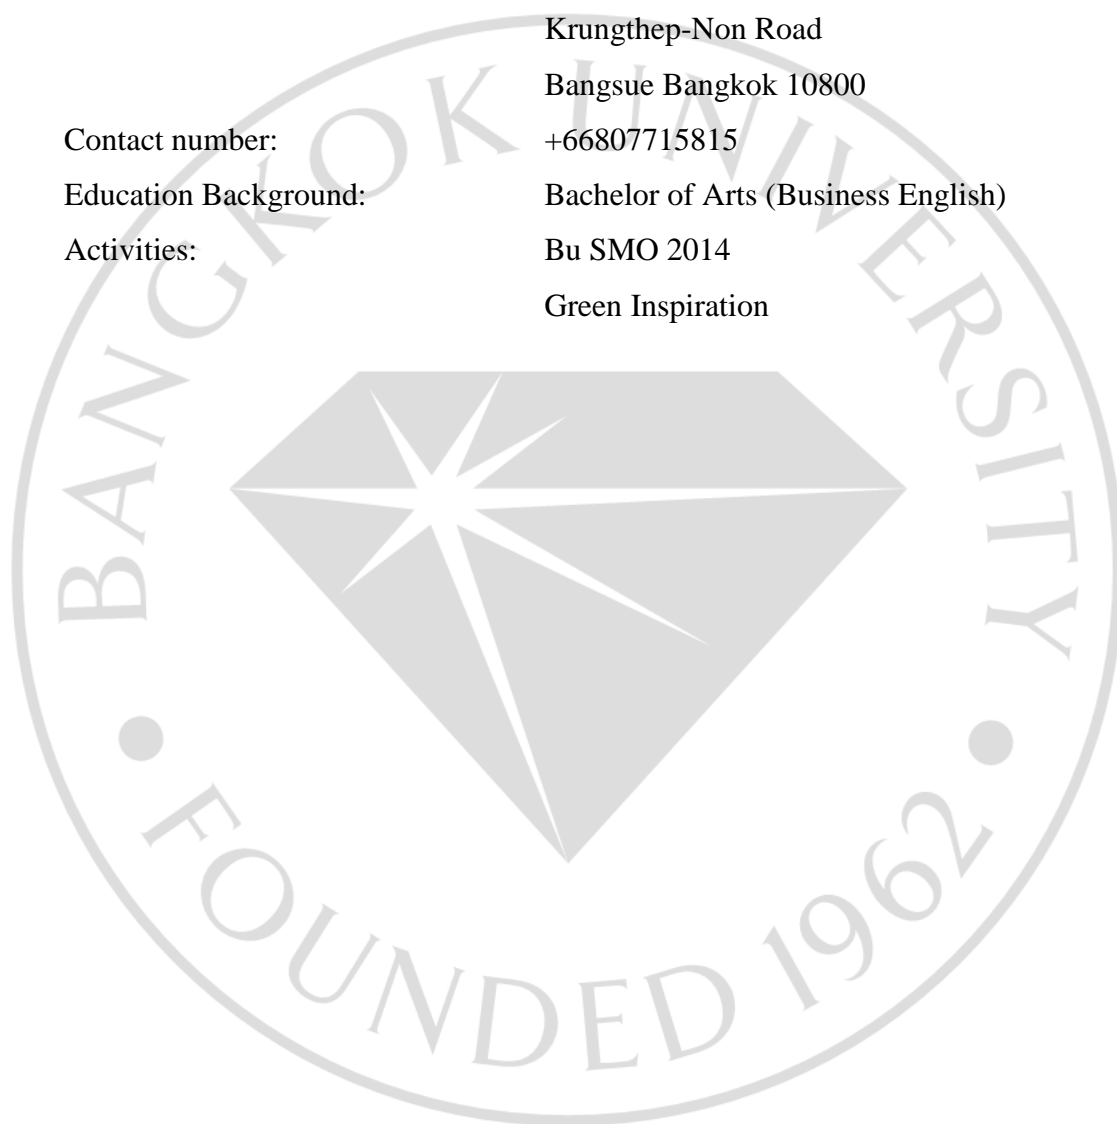 Krungthep-Non Road
Bangsue Bangkok 10800
Contact number: +66807715815
Education Background: Bachelor of Arts (Business English)
Activities: Bu SMO 2014
Green Inspiration
BANGKOK UNIVERSITY
FOUNDED 1962